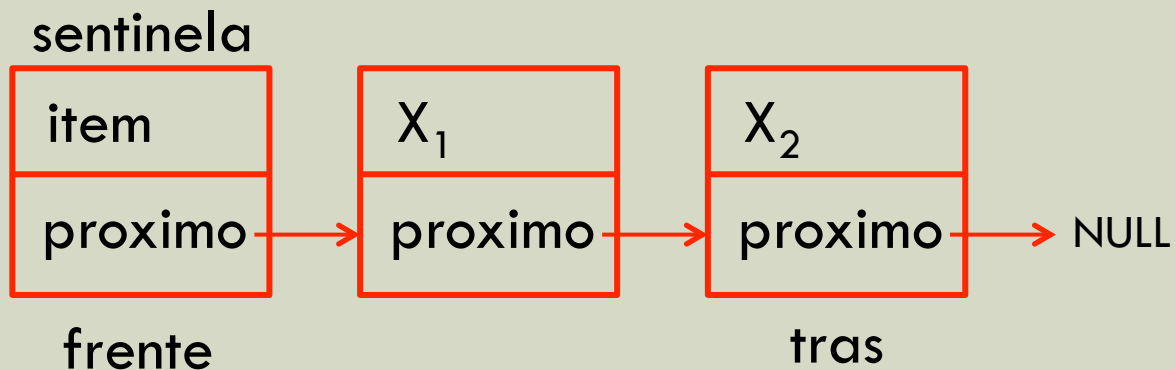 sentinela
item X₁ X₂
proximo proximo proximo NULL
frente tras